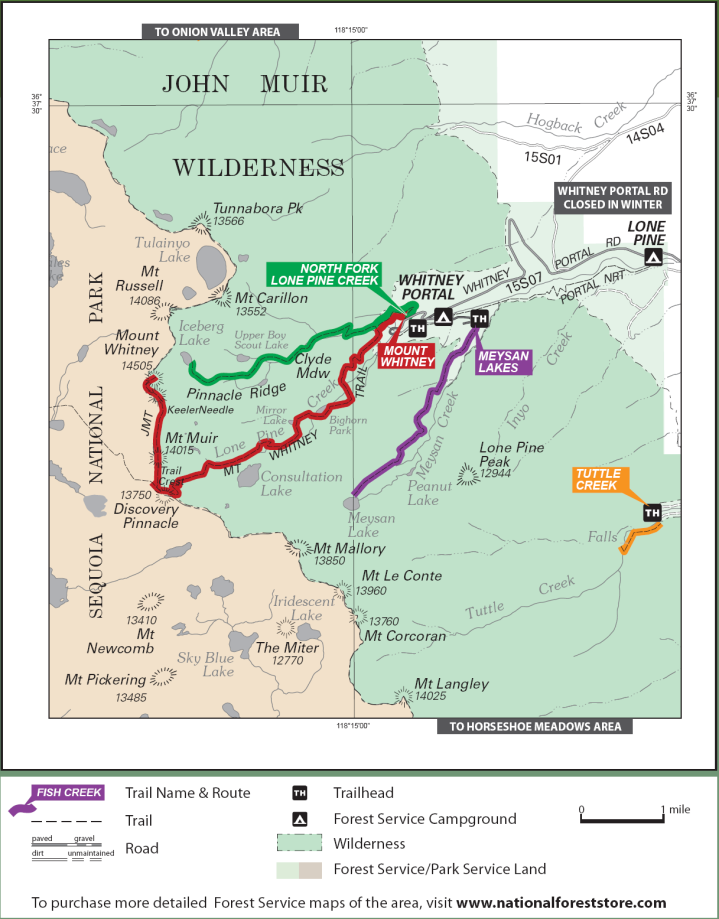 TO ONION VALLEY AREA
118°15'00"
36°
37'
30"
36°
37'
30"
JOHN MUIR
WILDERNESS
Hogback Creek
14S04
15S01
ace
WHITNEY PORTAL RD
CLOSED IN WINTER
Tunnabora Pk
13566
LONE
PINE
Tulainyo
Lake
PORTAL RD
WHITNEY
15S07
PORTAL NRT
les
Mt
Russell
14086
NORTH FORK
LONE PINE CREEK
WHITNEY
PORTAL
Mt Carillon
13552
TH
TH
Iceberg
Lake
Upper Boy
Scout Lake
Mount
Whitney
14505
Clyde
Mdw
MOUNT
WHITNEY
MEYSAN
LAKES
Creek
Pinnacle Ridge
TRAIL
KeelerNeedle
JMT
Mirror
Lake
Creek
Bighorn
Park
Inyo
Mt Muir
14015
Lone Pine
MT WHITNEY
Meysan Creek
Lone Pine
Peak
12944
Trail
Crest
Consultation
Lake
Peanut
Lake
TUTTLE
CREEK
13750
Discovery
Pinnacle
TH
Meysan
Lake
Falls
Mt Mallory
13850
Mt Le Conte
13960
Tuttle Creek
SEQUOIA NATIONAL PARK
13410
Mt
Newcomb
Iridescent
Lake
13760
Mt Corcoran
The Miter
12770
Sky Blue
Lake
Mt Pickering
13485
Mt Langley
14025
118°15'00"
TO HORSESHOE MEADOWS AREA
FISH CREEK
Trail Name & Route
TH
Trailhead
0
1 mile
Trail
Forest Service Campground
paved
gravel
dirt
unmaintained
Road
Wilderness
Forest Service/Park Service Land
To purchase more detailed Forest Service maps of the area, visit www.nationalforeststore.com